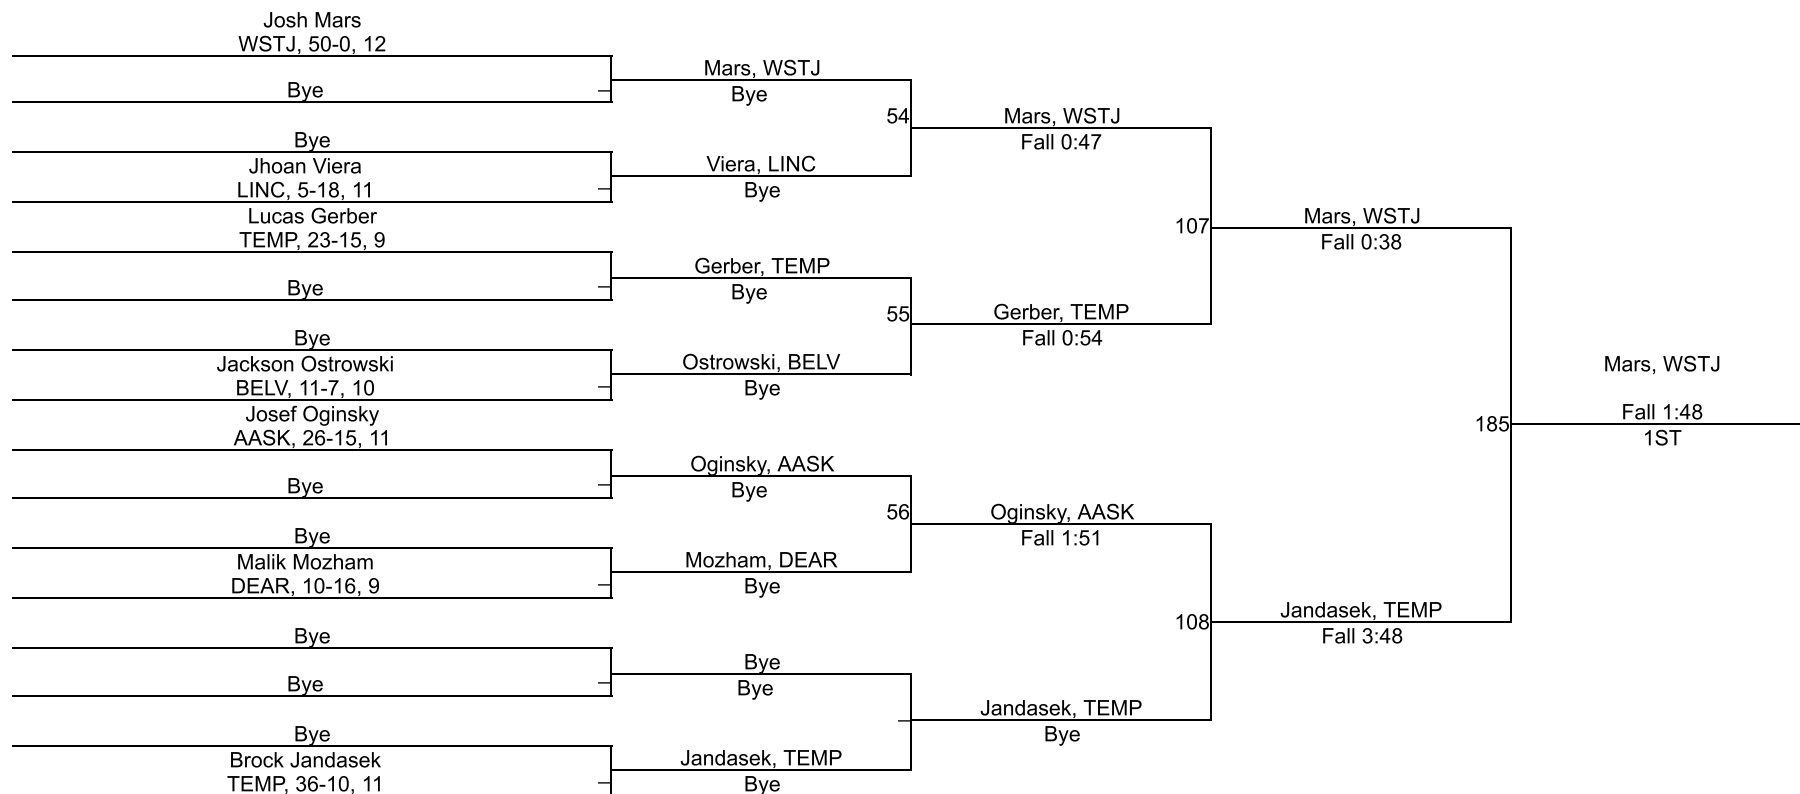 Josh Mars
WSTJ, 50-0, 12
Bye
Bye
Jhoan Viera
LINC, 5-18, 11
Lucas Gerber
TEMP, 23-15, 9
Bye
Bye
Jackson Ostrowski
BELV, 11-7, 10
Josef Oginsky
AASK, 26-15, 11
Bye
Bye
Malik Mozham
DEAR, 10-16, 9
Bye
Bye
Bye
Brock Jandasek
TEMP, 36-10, 11
Mars, WSTJ
Bye
54
Viera, LINC
Bye
Gerber, TEMP
Bye
55
Ostrowski, BELV
Bye
Oginsky, AASK
Bye
56
Mozham, DEAR
Bye
Bye
Bye
Jandasek, TEMP
Bye
Mars, WSTJ
Fall 0:47
107
Gerber, TEMP
Fall 0:54
Oginsky, AASK
Fall 1:51
108
Jandasek, TEMP
Bye
Mars, WSTJ
Fall 0:38
185
Jandasek, TEMP
Fall 3:48
Mars, WSTJ
Fall 1:48
1ST